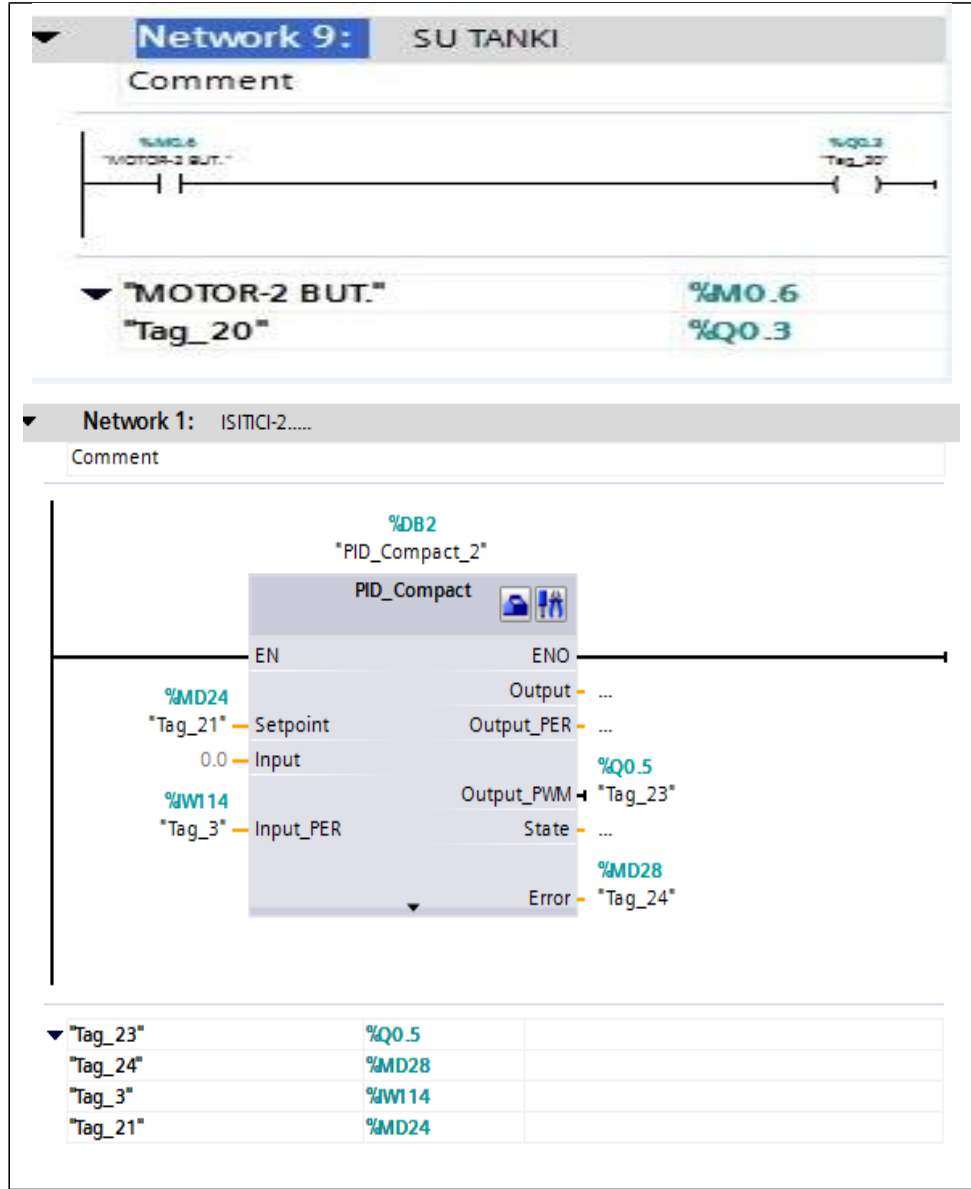 Network 9: SU TANKI
Comment
%M0.6 %Q0.3
"MOTOR-2 BUT." "Tag_20"
"MOTOR-2 BUT." %M0.6
"Tag_20" %Q0.3
Network 1: ISITICI-2.....
Comment
%DB2
"PID_Compact_2"
PID_Compact
EN ENO
%MD24 Output ...
"Tag_21" Setpoint Output_PER ...
0.0 Input %Q0.5
Output_PWM "Tag_23"
%IW114
"Tag_3" Input_PER State ...
%MD28
Error "Tag_24"
"Tag_23" %Q0.5
"Tag_24" %MD28
"Tag_3" %IW114
"Tag_21" %MD24